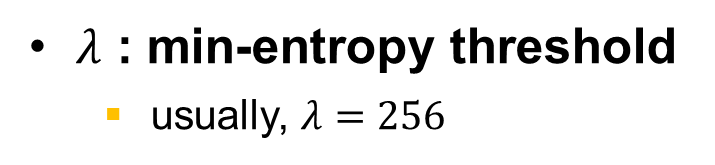 • λ : min-entropy threshold
▪ usually, λ = 256